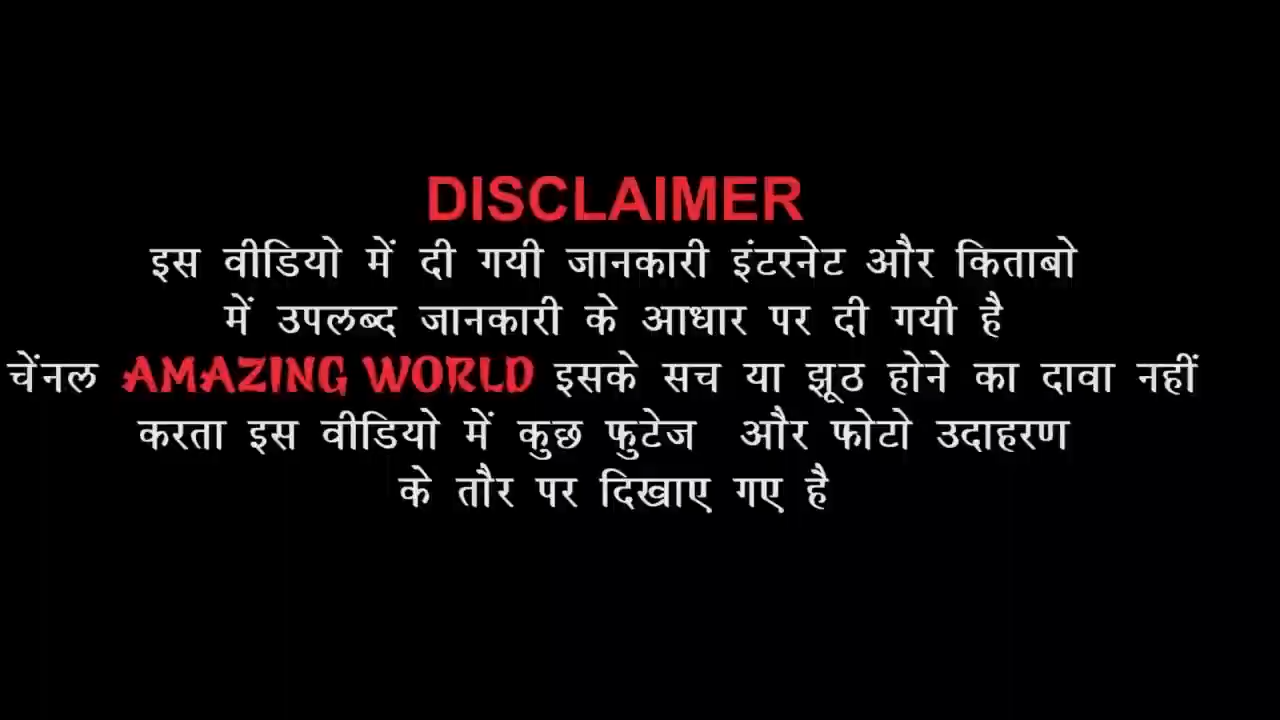 DISCLAIMER
इस वीडियो में दी गयी जानकारी इंटरनेट और किताबो
में उपलब्द जानकारी के आधार पर दी गयी है
चेंनल AMAZING WORLD इसके सच या झूठ होने का दावा नहीं
करता इस वीडियो में कुछ फुटेज और फोटो उदाहरण
के तौर पर दिखाए गए है